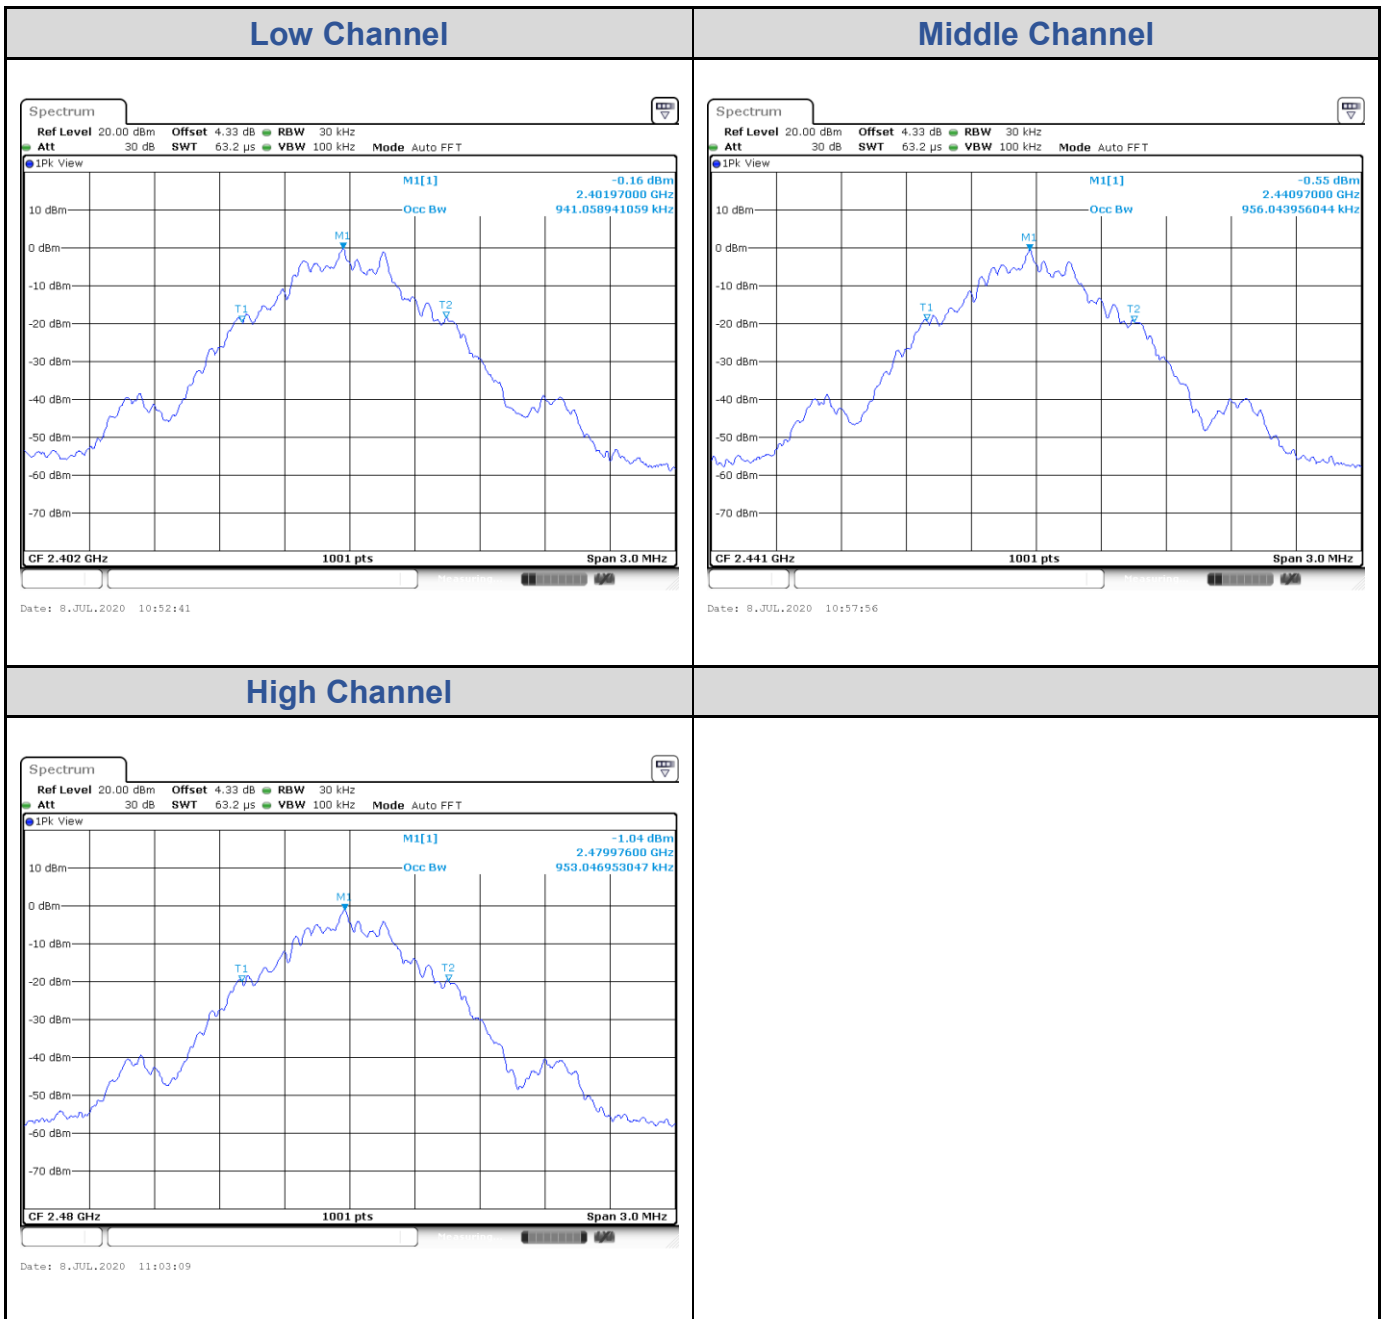 Low Channel
Middle Channel
Spectrum
Ref Level 20.00 dBm Offset 4.33 dB RBW 30 kHz
Att 30 dB SWT 63.2 µs VBW 100 kHz Mode Auto FFT
1Pk View
M1[1] -0.16 dBm
2.40197000 GHz
Occ Bw 941.058941059 kHz
10 dBm
M1
0 dBm
-10 dBm
T1
T2
-20 dBm
-30 dBm
-40 dBm
-50 dBm
-60 dBm
-70 dBm
CF 2.402 GHz 1001 pts Span 3.0 MHz
Measuring
Date: 8.JUL.2020 10:52:41
Spectrum
Ref Level 20.00 dBm Offset 4.33 dB RBW 30 kHz
Att 30 dB SWT 63.2 µs VBW 100 kHz Mode Auto FFT
1Pk View
M1[1] -0.55 dBm
2.44097000 GHz
Occ Bw 956.043956044 kHz
10 dBm
M1
0 dBm
-10 dBm
T1
T2
-20 dBm
-30 dBm
-40 dBm
-50 dBm
-60 dBm
-70 dBm
CF 2.441 GHz 1001 pts Span 3.0 MHz
Measuring
Date: 8.JUL.2020 10:57:56
High Channel
Spectrum
Ref Level 20.00 dBm Offset 4.33 dB RBW 30 kHz
Att 30 dB SWT 63.2 µs VBW 100 kHz Mode Auto FFT
1Pk View
M1[1] -1.04 dBm
2.47997600 GHz
Occ Bw 953.046953047 kHz
10 dBm
M1
0 dBm
-10 dBm
T1
T2
-20 dBm
-30 dBm
-40 dBm
-50 dBm
-60 dBm
-70 dBm
CF 2.48 GHz 1001 pts Span 3.0 MHz
Measuring
Date: 8.JUL.2020 11:03:09